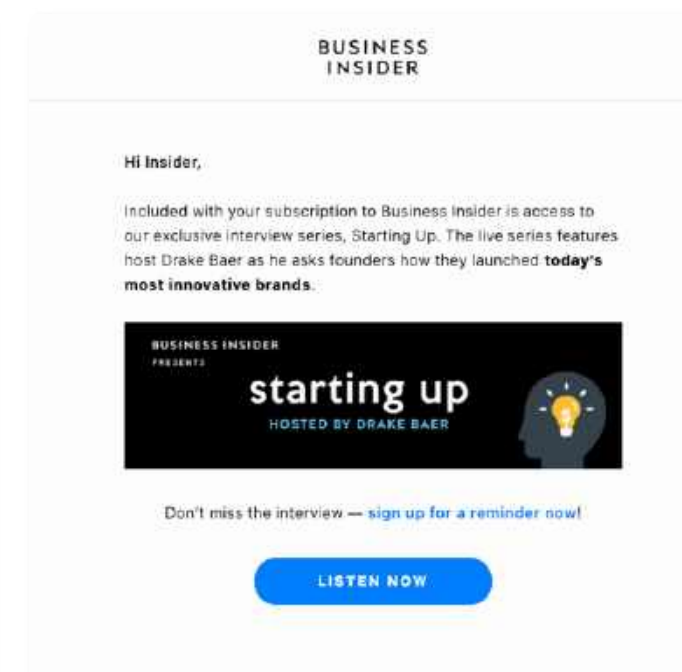 BUSINESS
INSIDER
Hi Insider,
Included with your subscription to Business Insider is access to
our exclusive interview series, Starting Up. The live series features
host Drake Baer as he asks founders how they launched today's
most innovative brands.
BUSINESS INSIDER
PRESENTS
starting up
HOSTED BY DRAKE BAER
Don't miss the interview — sign up for a reminder now!
LISTEN NOW